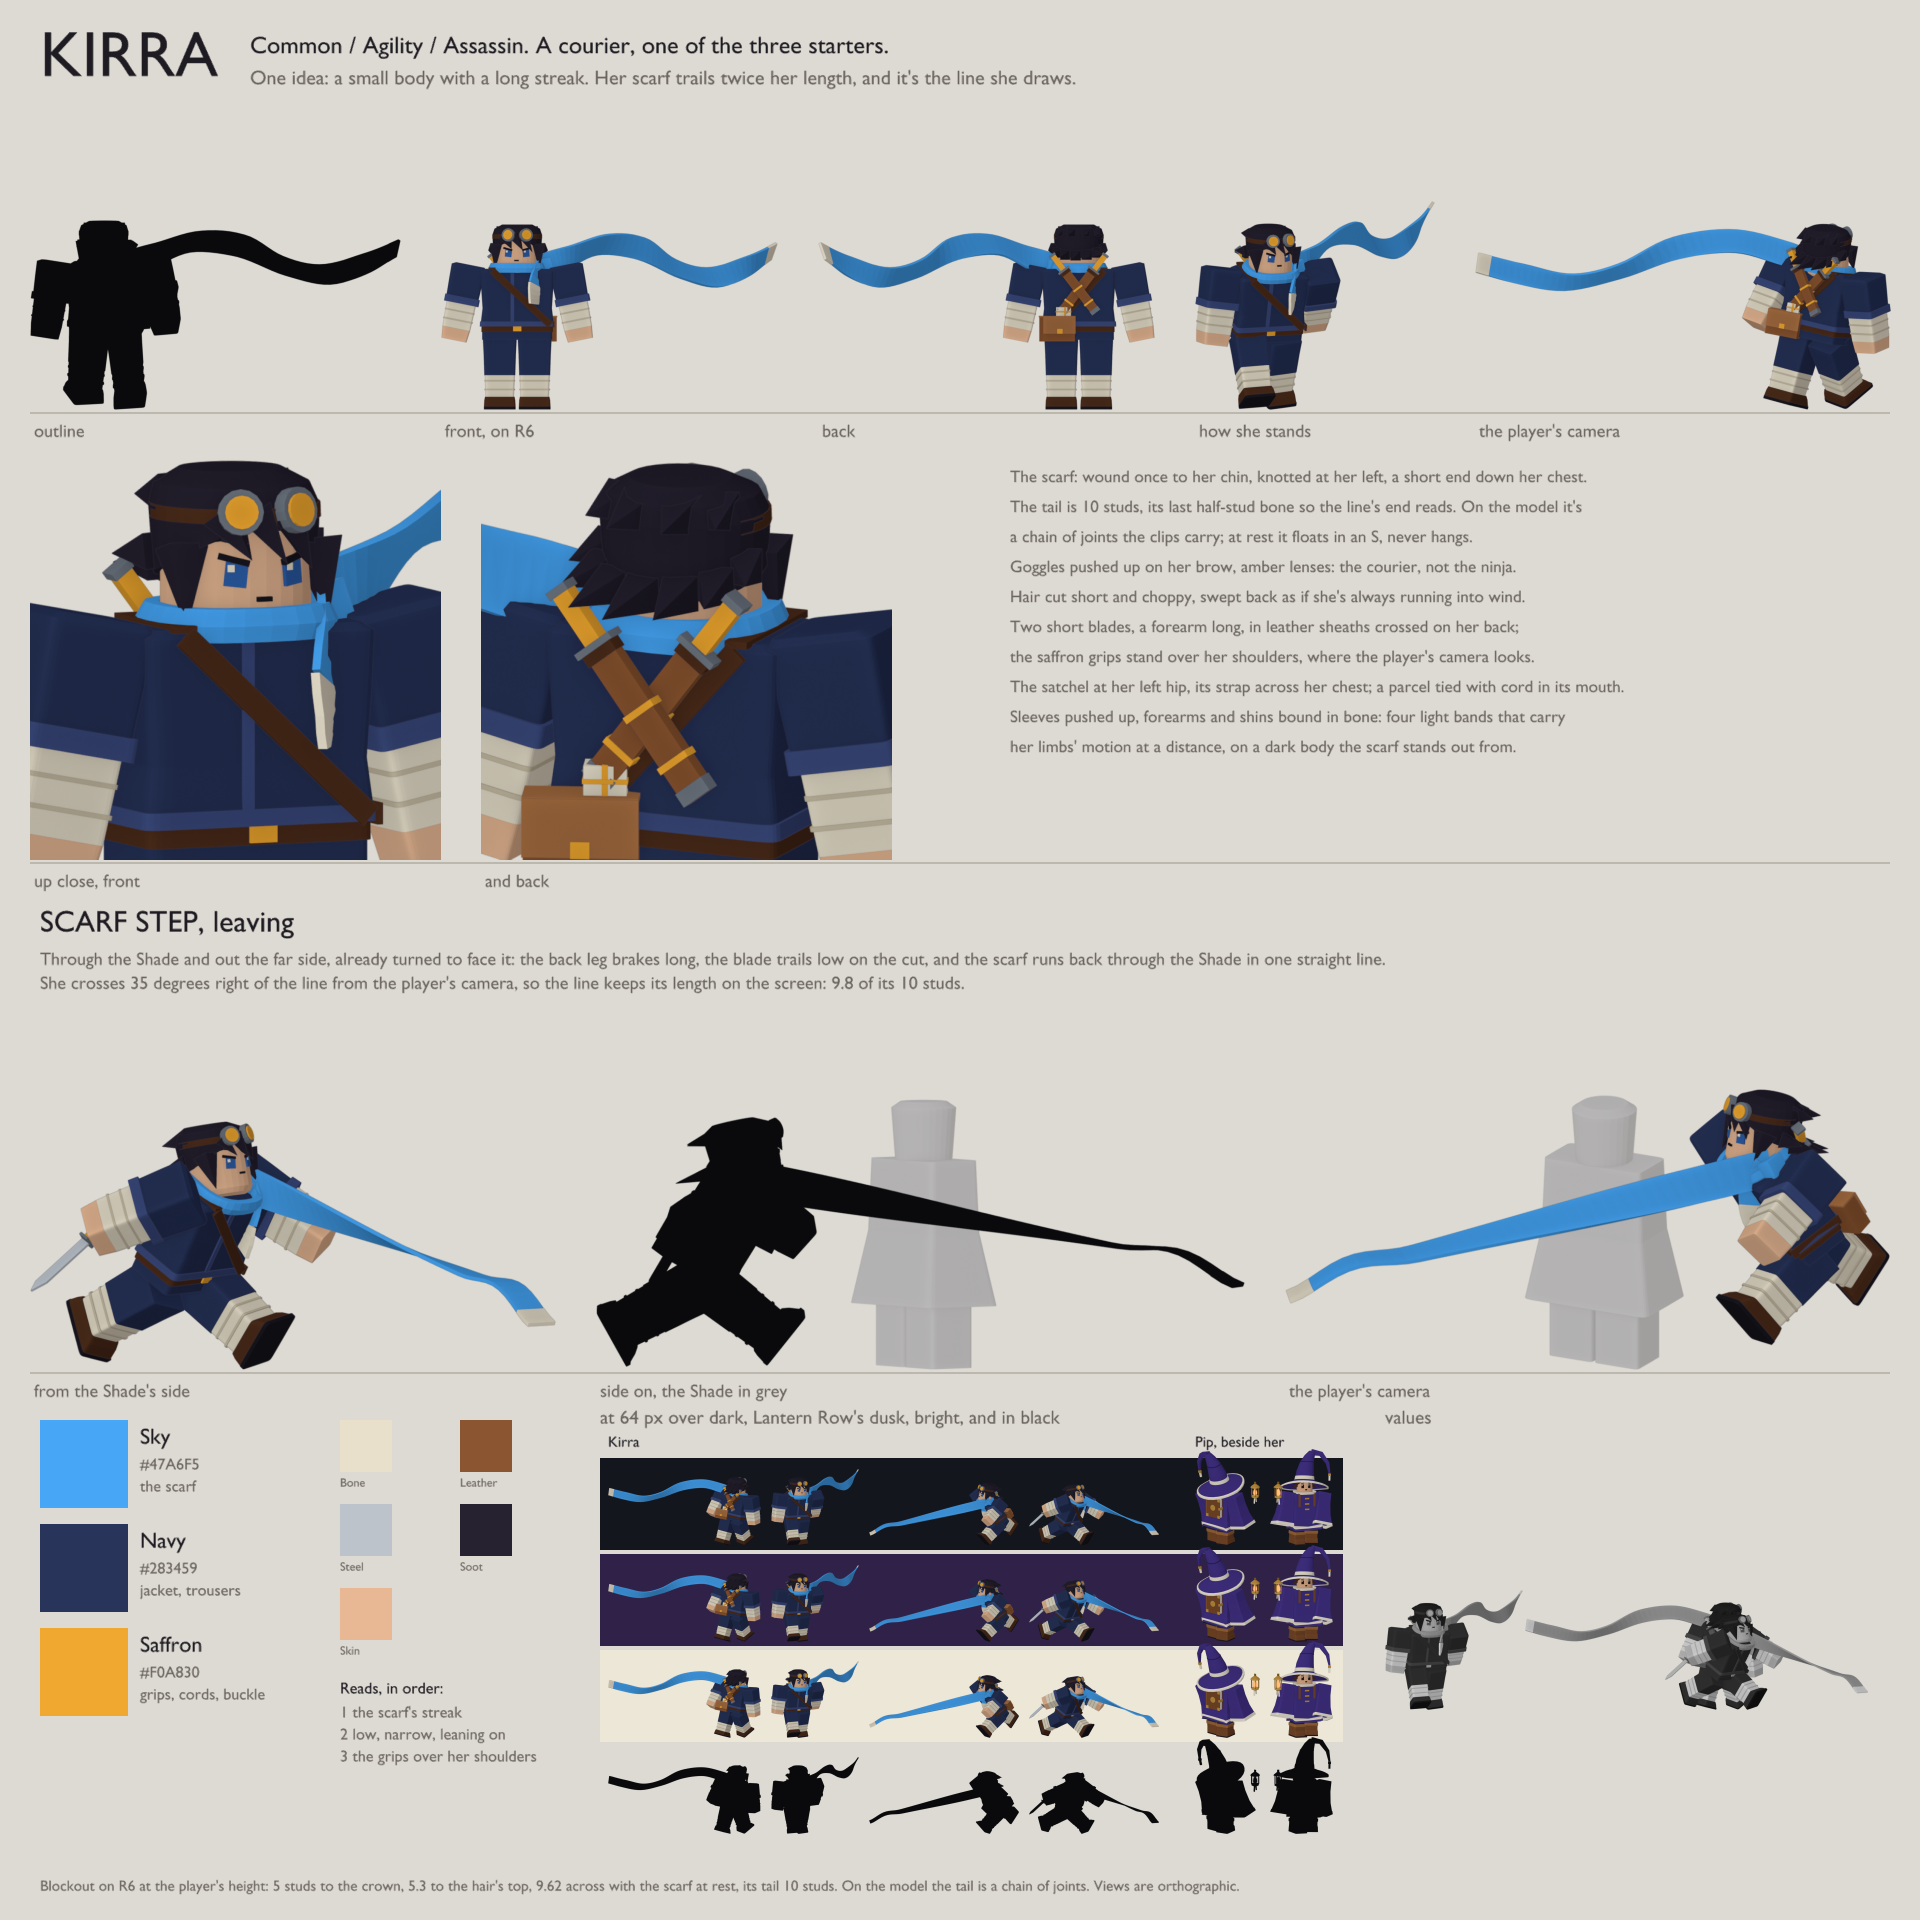 KIRRA
Common / Agility / Assassin. A courier, one of the three starters.
One idea: a small body with a long streak. Her scarf trails twice her length, and it's the line she draws.
outline
front, on R6
back
how she stands
the player's camera
The scarf: wound once to her chin, knotted at her left, a short end down her chest.
The tail is 10 studs, its last half-stud bone so the line's end reads. On the model it's
a chain of joints the clips carry; at rest it floats in an S, never hangs.
Goggles pushed up on her brow, amber lenses: the courier, not the ninja.
Hair cut short and choppy, swept back as if she's always running into wind.
Two short blades, a forearm long, in leather sheaths crossed on her back;
the saffron grips stand over her shoulders, where the player's camera looks.
The satchel at her left hip, its strap across her chest; a parcel tied with cord in its mouth.
Sleeves pushed up, forearms and shins bound in bone: four light bands that carry
her limbs' motion at a distance, on a dark body the scarf stands out from.
up close, front
and back
SCARF STEP, leaving
Through the Shade and out the far side, already turned to face it: the back leg brakes long, the blade trails low on the cut, and the scarf runs back through the Shade in one straight line.
She crosses 35 degrees right of the line from the player's camera, so the line keeps its length on the screen: 9.8 of its 10 studs.
from the Shade's side
side on, the Shade in grey
the player's camera
at 64 px over dark, Lantern Row's dusk, bright, and in black
values
Kirra
Pip, beside her
Sky
#47A6F5
the scarf
Navy
#283459
jacket, trousers
Saffron
#F0A830
grips, cords, buckle
Bone
Leather
Steel
Soot
Skin
Reads, in order:
1 the scarf's streak
2 low, narrow, leaning on
3 the grips over her shoulders
Blockout on R6 at the player's height: 5 studs to the crown, 5.3 to the hair's top, 9.62 across with the scarf at rest, its tail 10 studs. On the model the tail is a chain of joints. Views are orthographic.